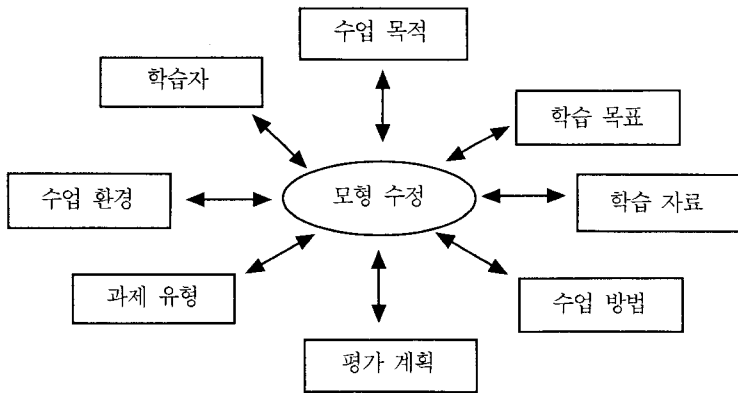 수업 목적
학습자
학습 목표
수업 환경
모형 수정
학습 자료
과제 유형
수업 방법
평가 계획